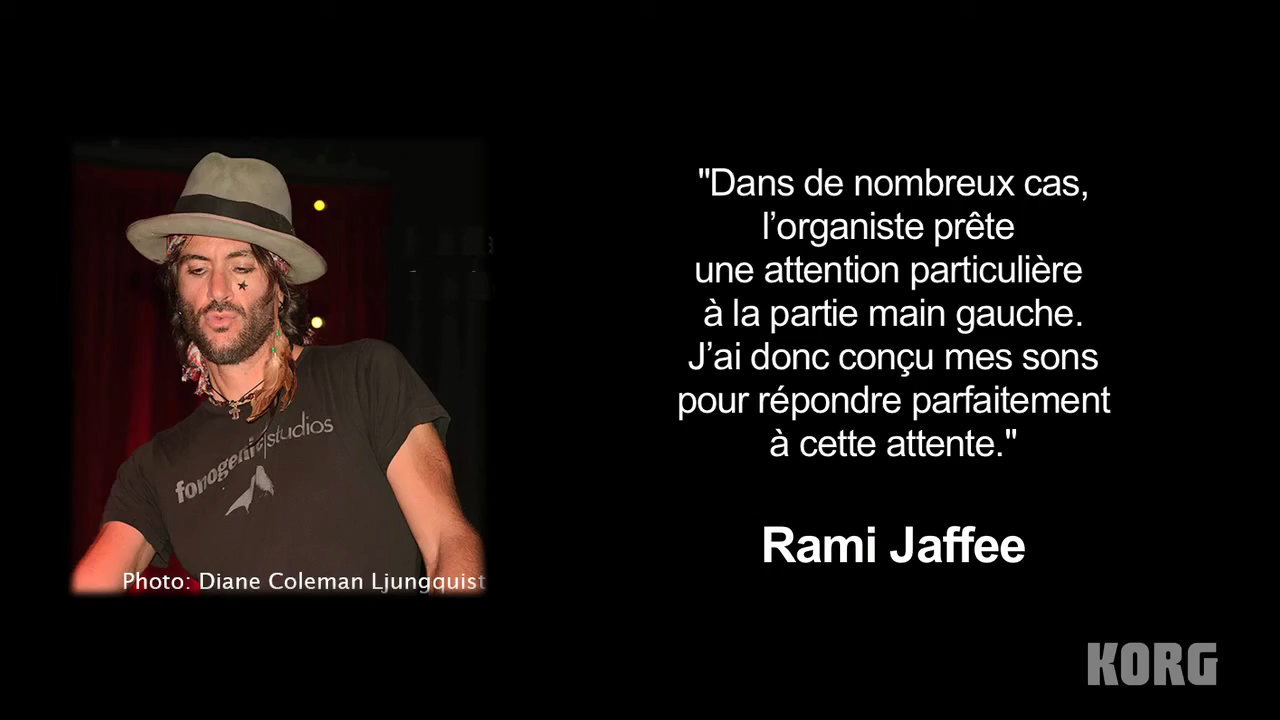 "Dans de nombreux cas,
l’organiste prête
une attention particulière
à la partie main gauche.
J’ai donc conçu mes sons
pour répondre parfaitement
à cette attente."
Rami Jaffee
fonogenic|studios
Photo: Diane Coleman Ljungquist
KORG